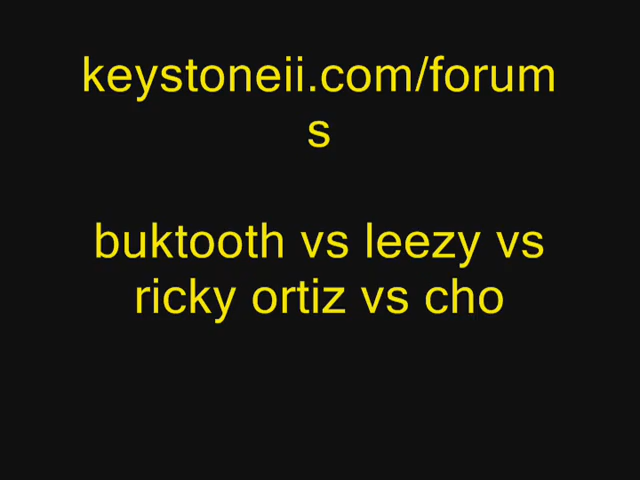 keystoneii.com/forum
s
buktooth vs leezy vs
ricky ortiz vs cho